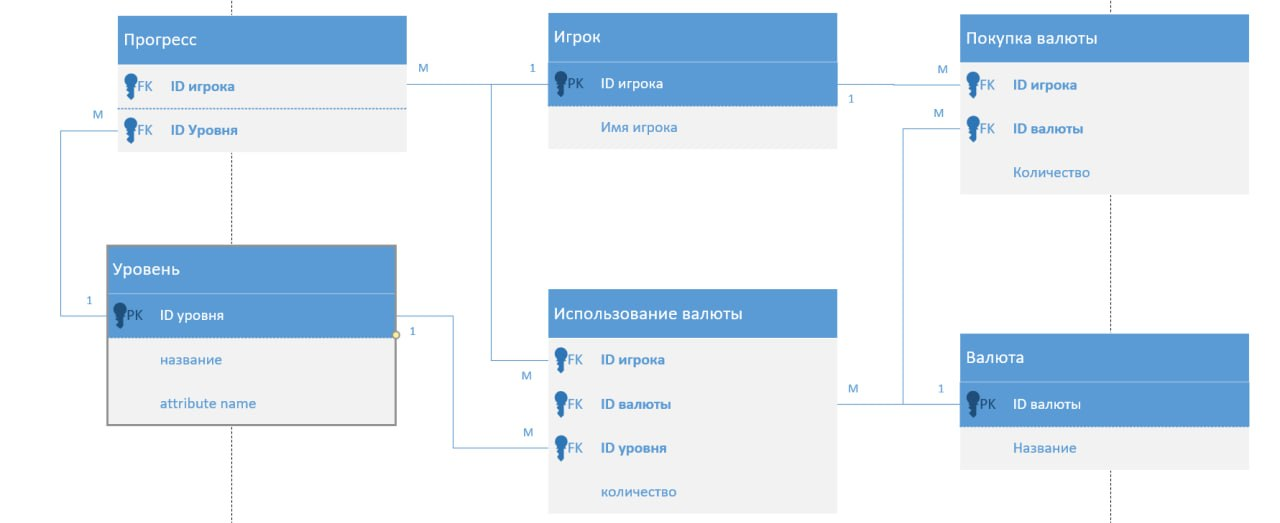 Прогресс
FK ID игрока
FK ID Уровня
М
М
Игрок
PK ID игрока
Имя игрока
1
1
Покупка валюты
FK ID игрока
FK ID валюты
Количество
М
М
Уровень
PK ID уровня
название
attribute name
1
1
Использование валюты
FK ID игрока
FK ID валюты
FK ID уровня
количество
М
М
М
Валюта
PK ID валюты
Название
1